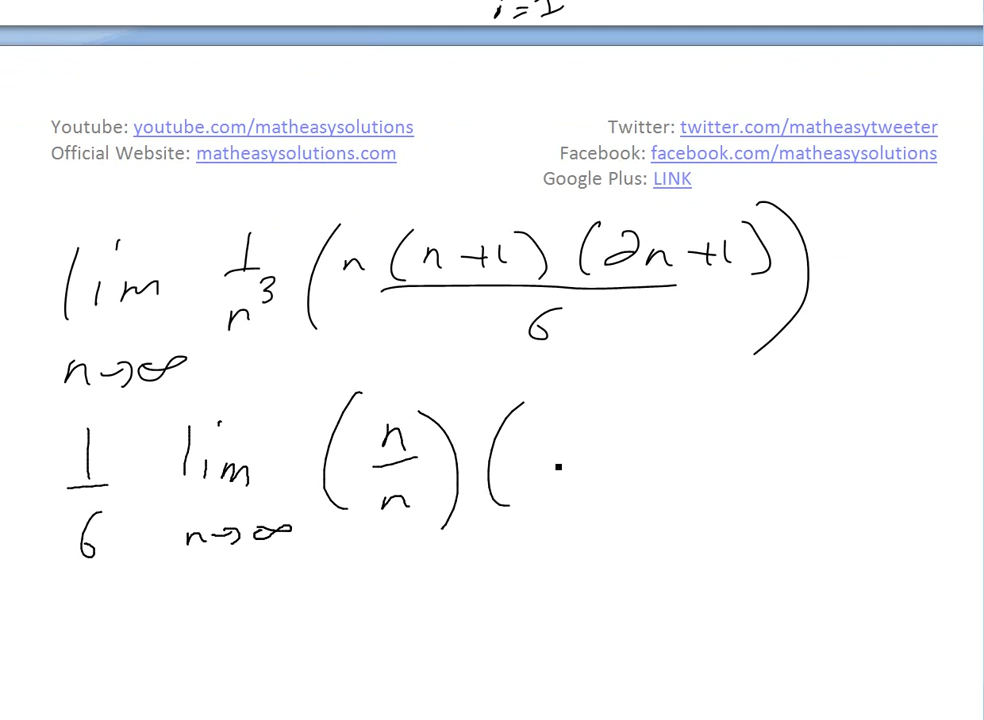 i=1
Youtube: youtube.com/matheasysolutions Twitter: twitter.com/matheasytweeter
Official Website: matheasysolutions.com Facebook: facebook.com/matheasysolutions
Google Plus: LINK
lim n→∞ 1/n³ ( n(n+1)(2n+1) / 6 )
1/6 lim n→∞ (n/n) (